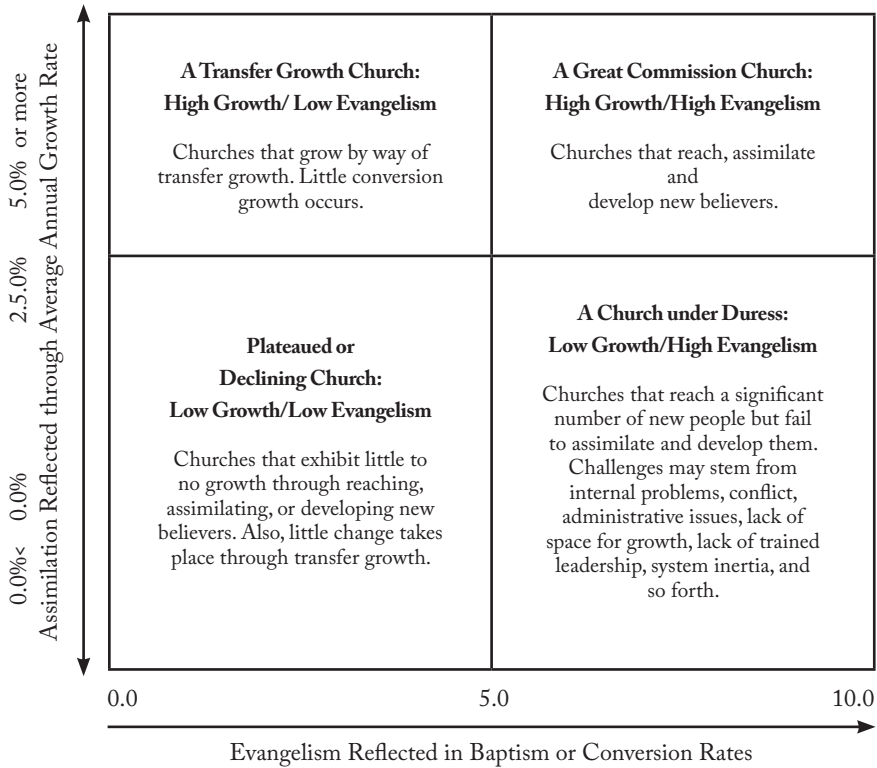 A Transfer Growth Church:
High Growth/ Low Evangelism
Churches that grow by way of
transfer growth. Little conversion
growth occurs.
A Great Commission Church:
High Growth/High Evangelism
Churches that reach, assimilate
and
develop new believers.
Plateaued or
Declining Church:
Low Growth/Low Evangelism
Churches that exhibit little to
no growth through reaching,
assimilating, or developing new
believers. Also, little change takes
place through transfer growth.
A Church under Duress:
Low Growth/High Evangelism
Churches that reach a significant
number of new people but fail
to assimilate and develop them.
Challenges may stem from
internal problems, conflict,
administrative issues, lack of
space for growth, lack of trained
leadership, system inertia, and
so forth.
0.0%< 0.0% 2.5.0% 5.0% or more
Assimilation Reflected through Average Annual Growth Rate
0.0 5.0 10.0
Evangelism Reflected in Baptism or Conversion Rates